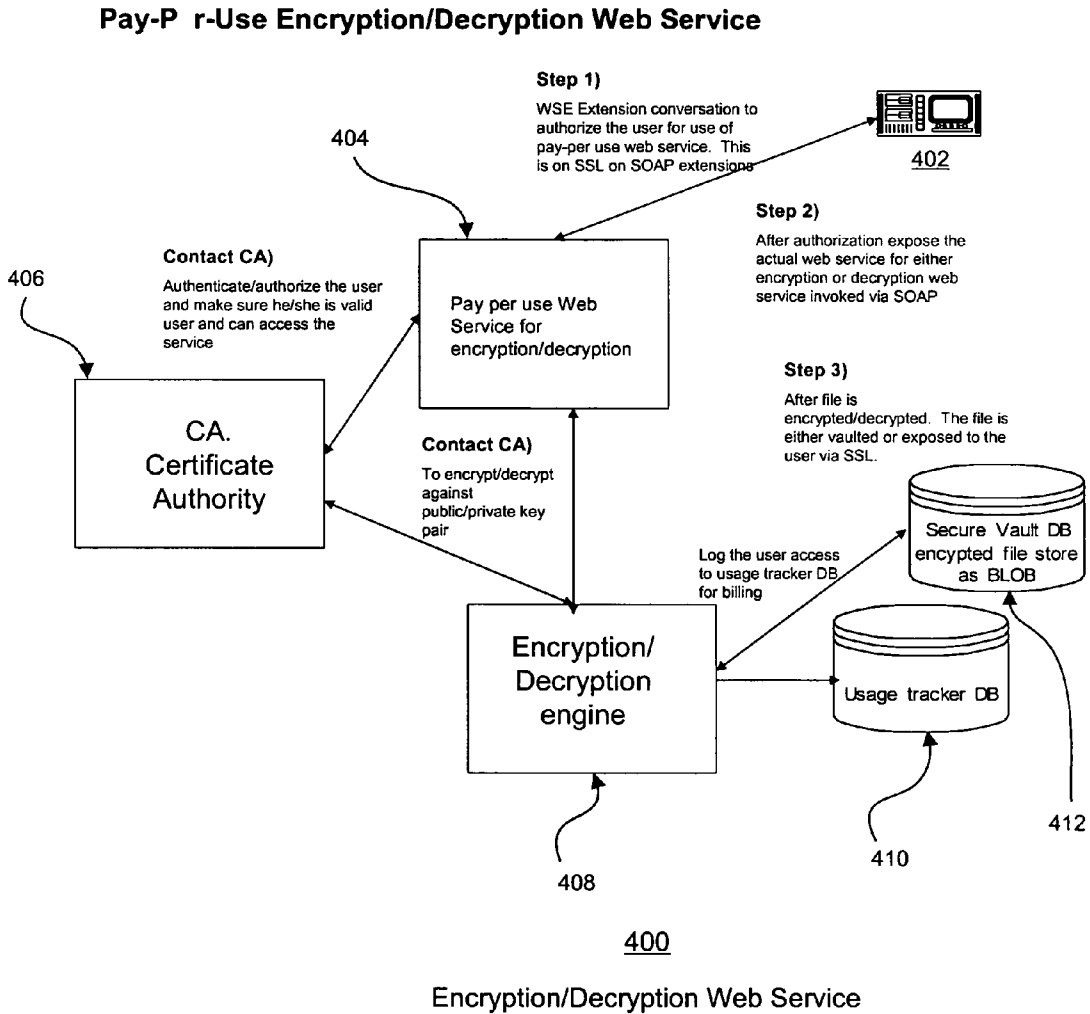 Pay-P r-Use Encryption/Decryption Web Service
Step 1)
WSE Extension conversation to
authorize the user for use of
pay-per use web service. This
is on SSL on SOAP extensions
402
404
Step 2)
After authorization expose the
actual web service for either
encryption or decryption web
service invoked via SOAP
Contact CA)
Authenticate/authorize the user
and make sure he/she is valid
user and can access the
service
406
Pay per use Web
Service for
encryption/decryption
Step 3)
After file is
encrypted/decrypted. The file is
either vaulted or exposed to the
user via SSL.
CA.
Certificate
Authority
Contact CA)
To encrypt/decrypt
against
public/private key
pair
Secure Vault DB
encrypted file store
as BLOB
Log the user access
to usage tracker DB
for billing
Encryption/
Decryption
engine
Usage tracker DB
412
410
408
400
Encryption/Decryption Web Service